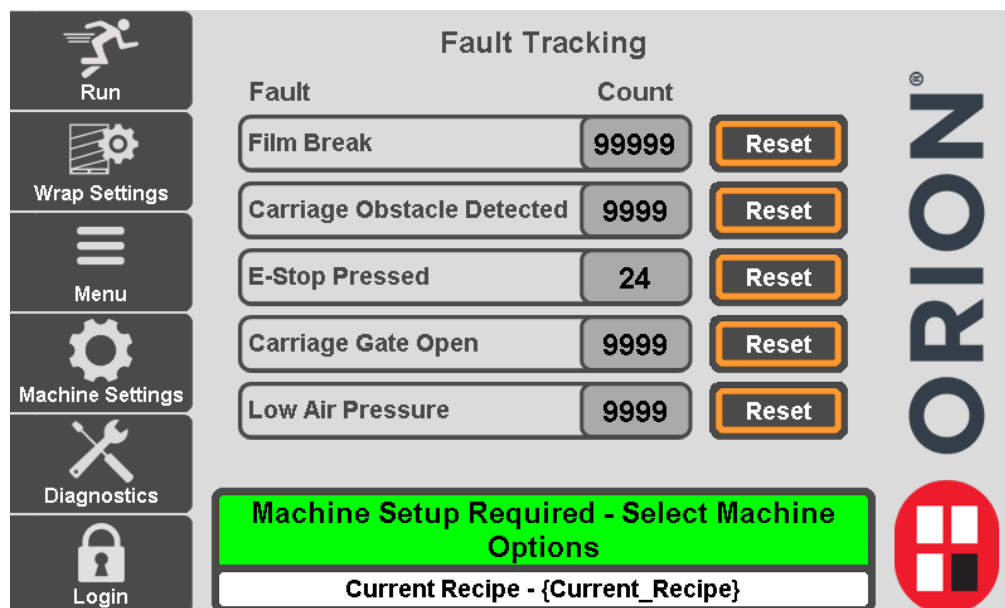 Run
Wrap Settings
Menu
Machine Settings
Diagnostics
Login
Fault Tracking
Fault Count
Film Break 99999 Reset
Carriage Obstacle Detected 9999 Reset
E-Stop Pressed 24 Reset
Carriage Gate Open 9999 Reset
Low Air Pressure 9999 Reset
Machine Setup Required - Select Machine
Options
Current Recipe - {Current_Recipe}
ORION®